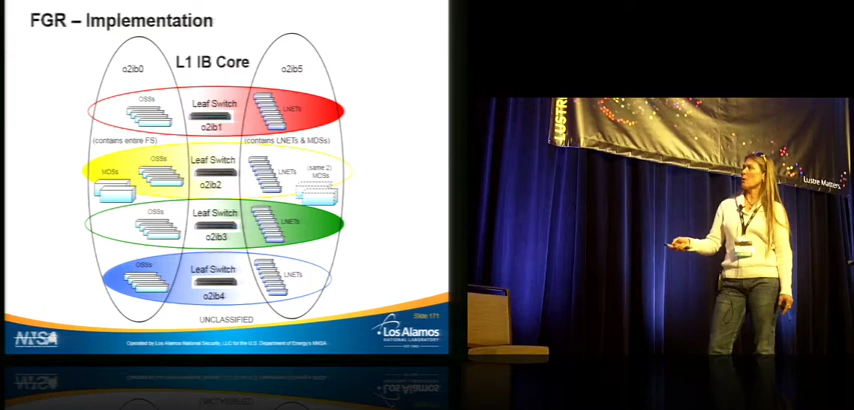 FGR – Implementation
L1 IB Core
o2ib0
o2ib5
OSSs
Leaf Switch
LNETs
o2ib1
(contains entire FS)
(contains LNETs & MDSs)
MDSs
OSSs
Leaf Switch
LNETs
(same 2)
MDSs
o2ib2
OSSs
Leaf Switch
LNETs
o2ib3
OSSs
Leaf Switch
LNETs
o2ib4
UNCLASSIFIED
Slide 171
Operated by Los Alamos National Security, LLC for the U.S. Department of Energy's NNSA
Los Alamos
NATIONAL LABORATORY
LUSTRE
Lustre Matters.